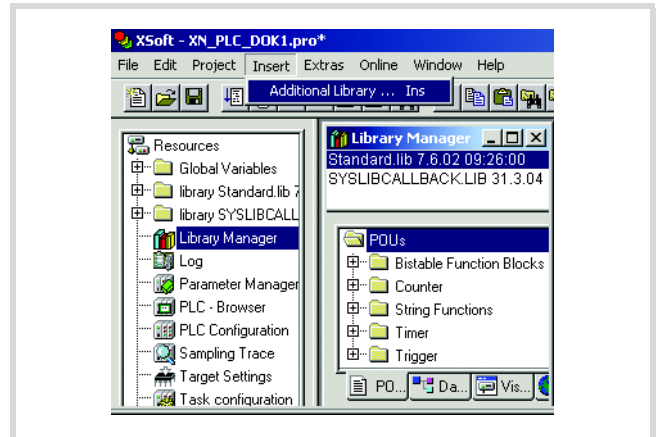 XSoft - XN_PLC_DOK1.pro*
File Edit Project Insert Extras Online Window Help
Additional Library ... Ins
Resources
Global Variables
library Standard.lib 7
library SYSLIBCALL
Library Manager
Log
Parameter Manager
PLC - Browser
PLC Configuration
Sampling Trace
Target Settings
Task configuration
Library Manager
Standard.lib 7.6.02 09:26:00
SYSLIBCALLBACK.LIB 31.3.04
POUs
Bistable Function Blocks
Counter
String Functions
Timer
Trigger
PO... Da... Vis...